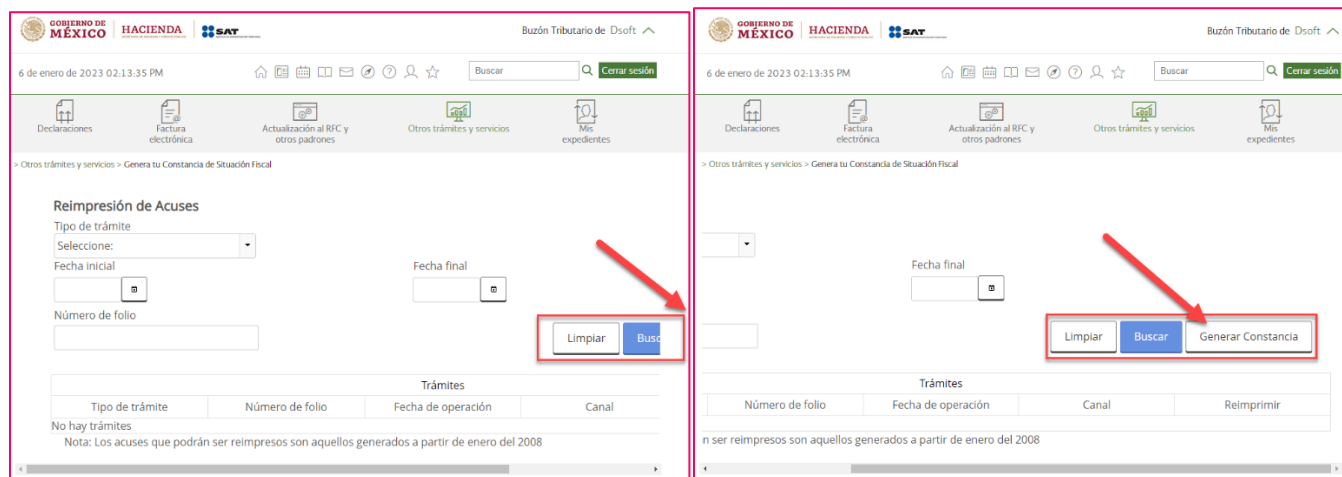 GOBIERNO DE
MÉXICO
HACIENDA
SAT
Buzón Tributario de Dsoft
6 de enero de 2023 02:13:35 PM
Buscar
Cerrar sesión
Declaraciones
Factura
electrónica
Actualización al RFC y
otros padrones
Otros trámites y servicios
Mis
expedientes
> Otros trámites y servicios > Genera tu Constancia de Situación Fiscal
Reimpresión de Acuses
Tipo de trámite
Seleccione:
Fecha inicial
Fecha final
Número de folio
Limpiar
Busc
Trámites
Tipo de trámite
Número de folio
Fecha de operación
Canal
No hay trámites
Nota: Los acuses que podrán ser reimpresos son aquellos generados a partir de enero del 2008
GOBIERNO DE
MÉXICO
HACIENDA
SAT
Buzón Tributario de Dsoft
6 de enero de 2023 02:13:35 PM
Buscar
Cerrar sesión
Declaraciones
Factura
electrónica
Actualización al RFC y
otros padrones
Otros trámites y servicios
Mis
expedientes
> Otros trámites y servicios > Genera tu Constancia de Situación Fiscal
Fecha final
Limpiar
Buscar
Generar Constancia
Trámites
Número de folio
Fecha de operación
Canal
Reimprimir
n ser reimpresos son aquellos generados a partir de enero del 2008